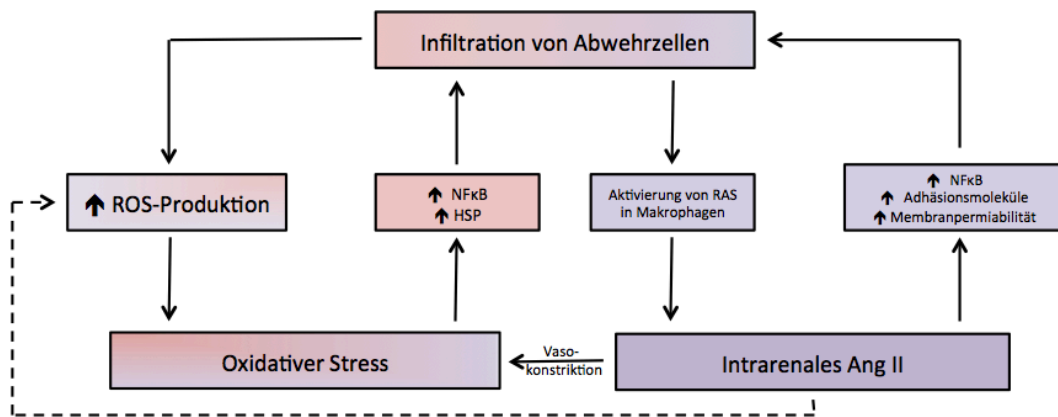 Infiltration von Abwehrzellen
ROS-Produktion
NFκB
HSP
Aktivierung von RAS
in Makrophagen
NFκB
Adhäsionsmoleküle
Membranpermiabilität
Oxidativer Stress
Vaso-
konstriktion
Intrarenales Ang II